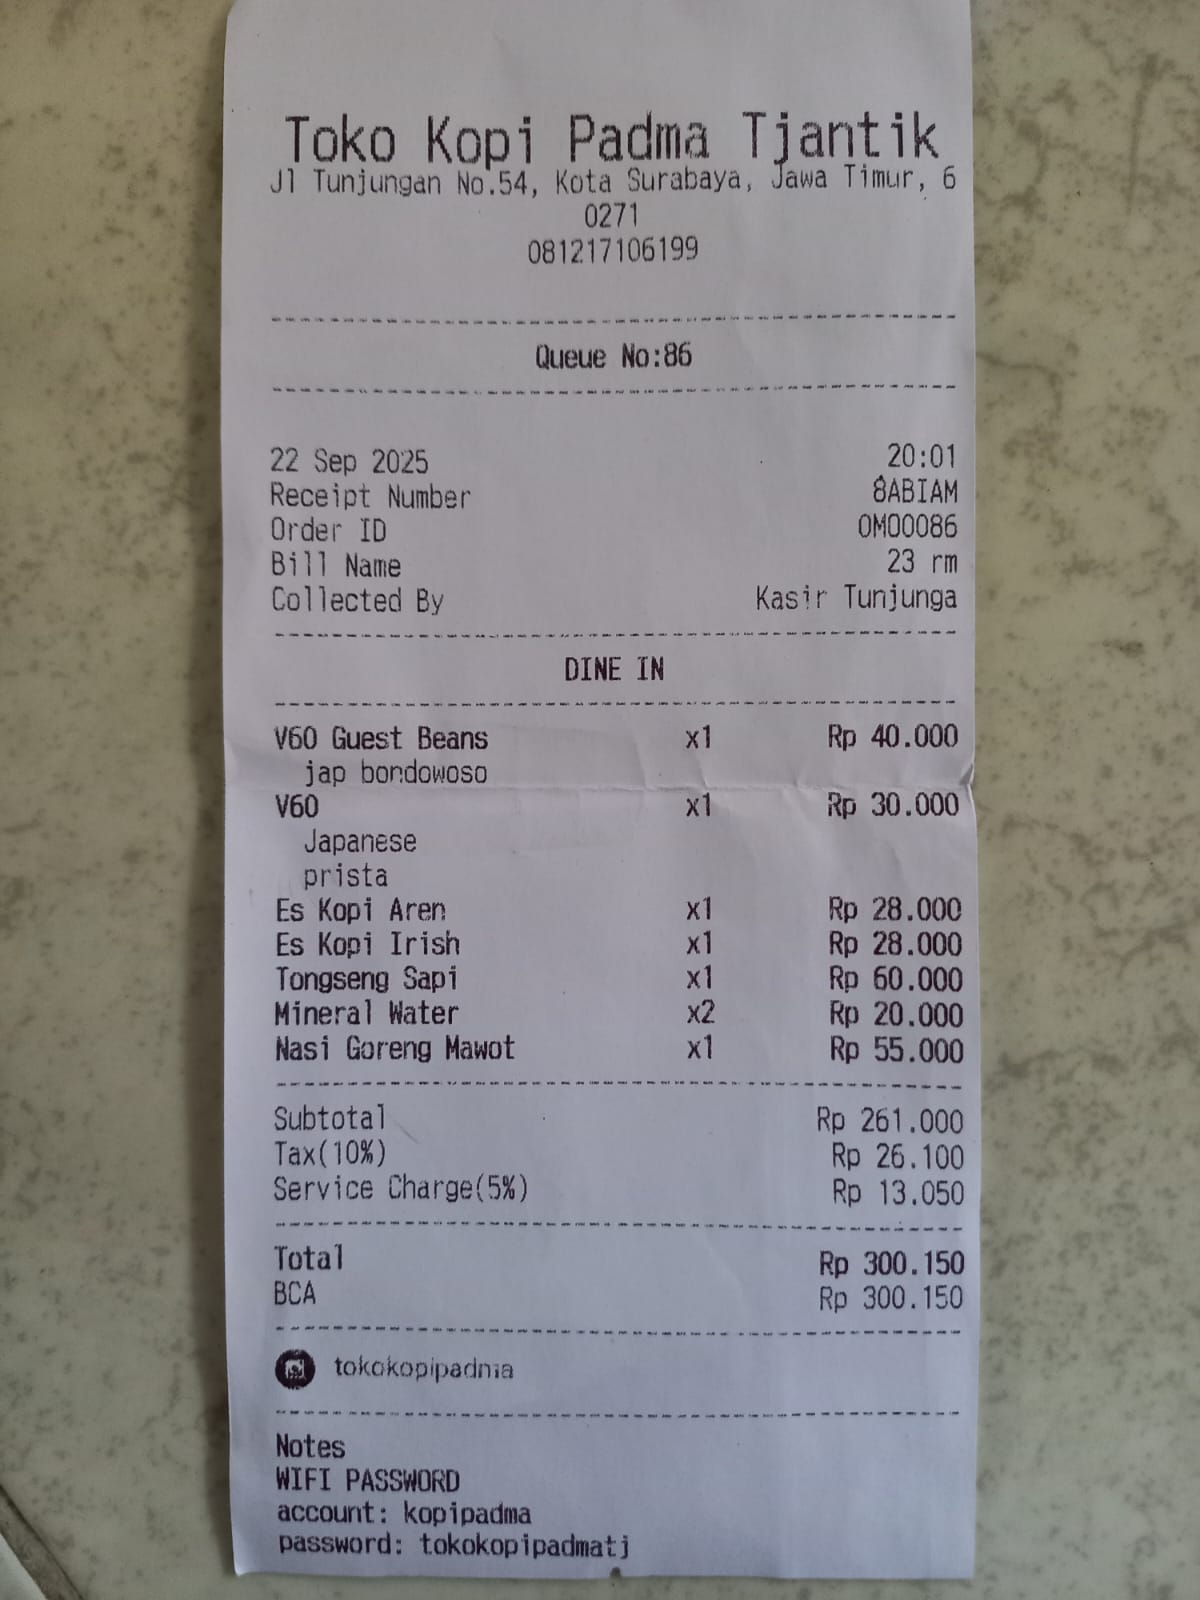 Toko Kopi Padma Tjantik
Jl Tunjungan No.54, Kota Surabaya, Jawa Timur, 6
0271
081217106199
Queue No:86
22 Sep 2025 20:01
Receipt Number 8ABIAM
Order ID OM00086
Bill Name 23 rm
Collected By Kasir Tunjunga
DINE IN
V60 Guest Beans x1 Rp 40.000
jap bondowoso
V60 x1 Rp 30.000
Japanese
prista
Es Kopi Aren x1 Rp 28.000
Es Kopi Irish x1 Rp 28.000
Tongseng Sapi x1 Rp 60.000
Mineral Water x2 Rp 20.000
Nasi Goreng Mawot x1 Rp 55.000
Subtotal Rp 261.000
Tax(10%) Rp 26.100
Service Charge(5%) Rp 13.050
Total Rp 300.150
BCA Rp 300.150
tokokopipadma
Notes
WIFI PASSWORD
account: kopipadma
password: tokokopipadmatj